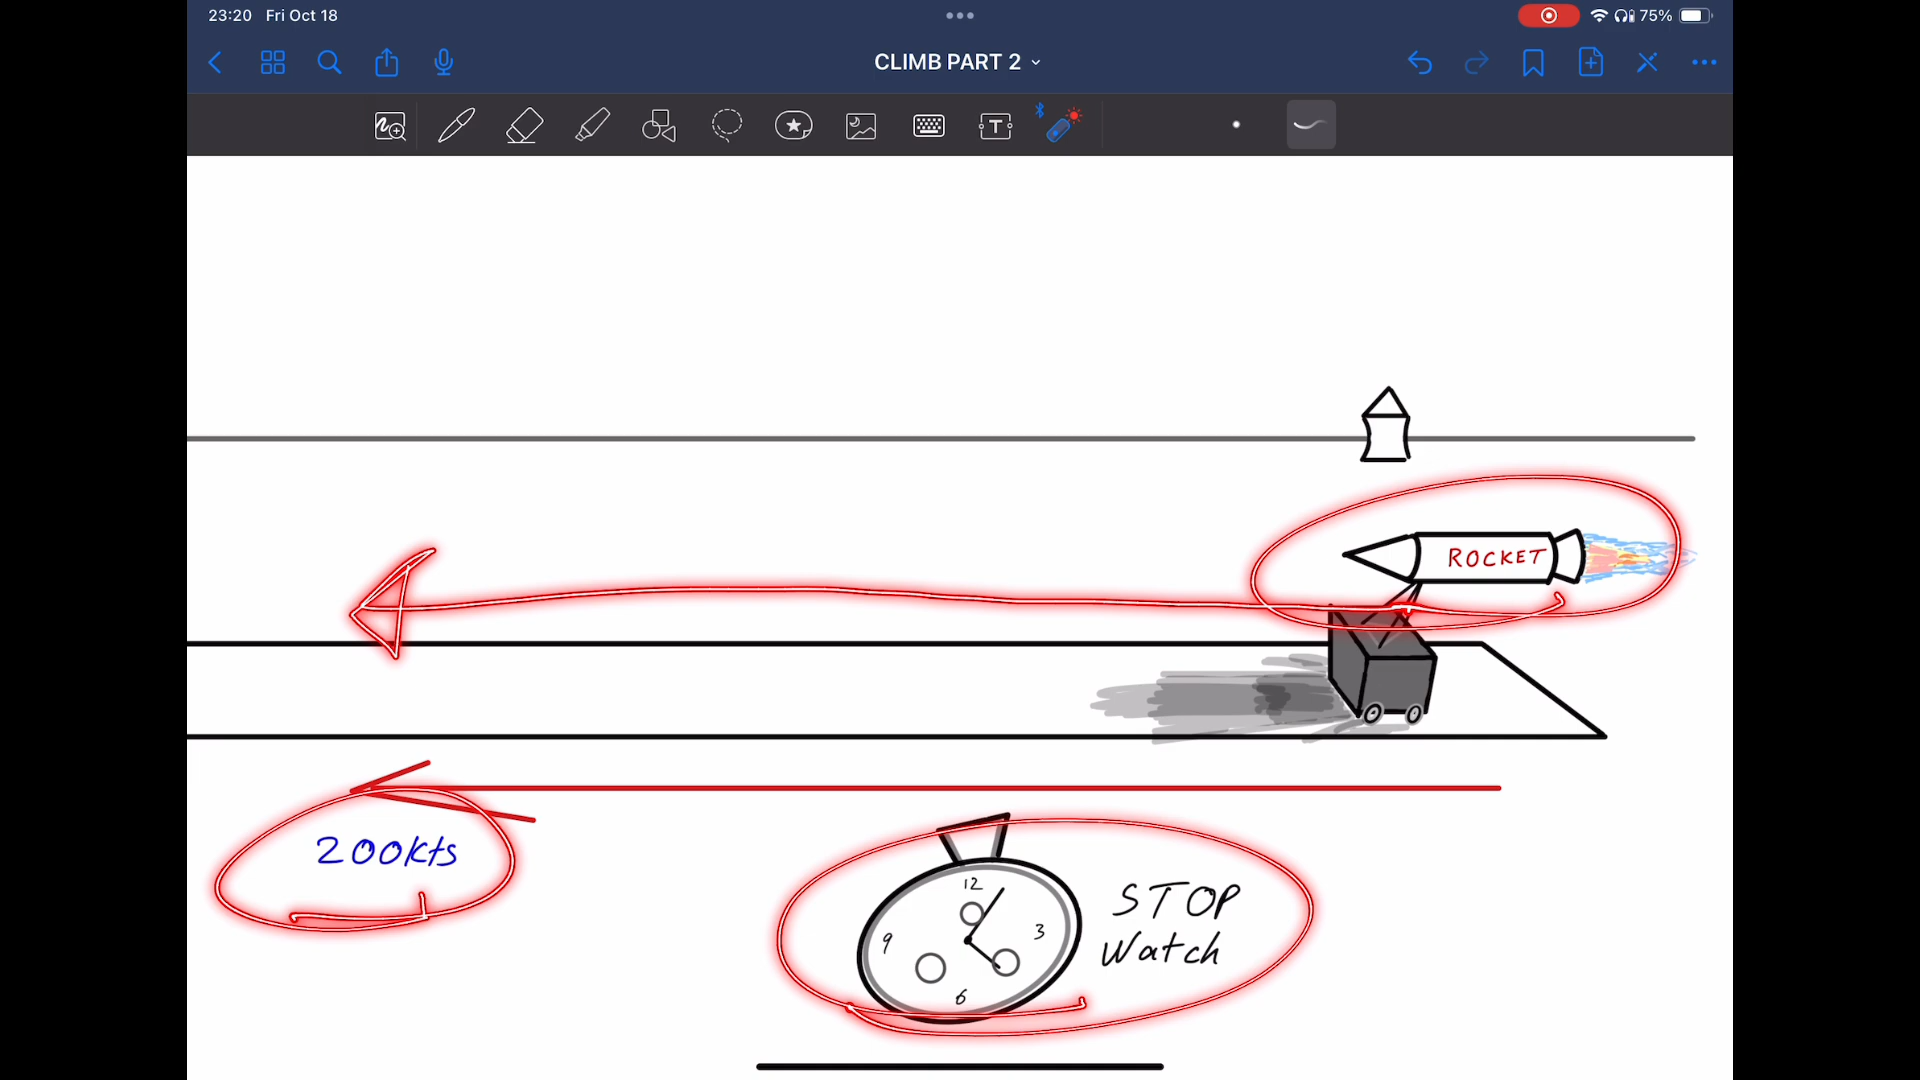 23:20 Fri Oct 18
75%
CLIMB PART 2
T
ROCKET
200kts
12
3
9
6
STOP
Watch